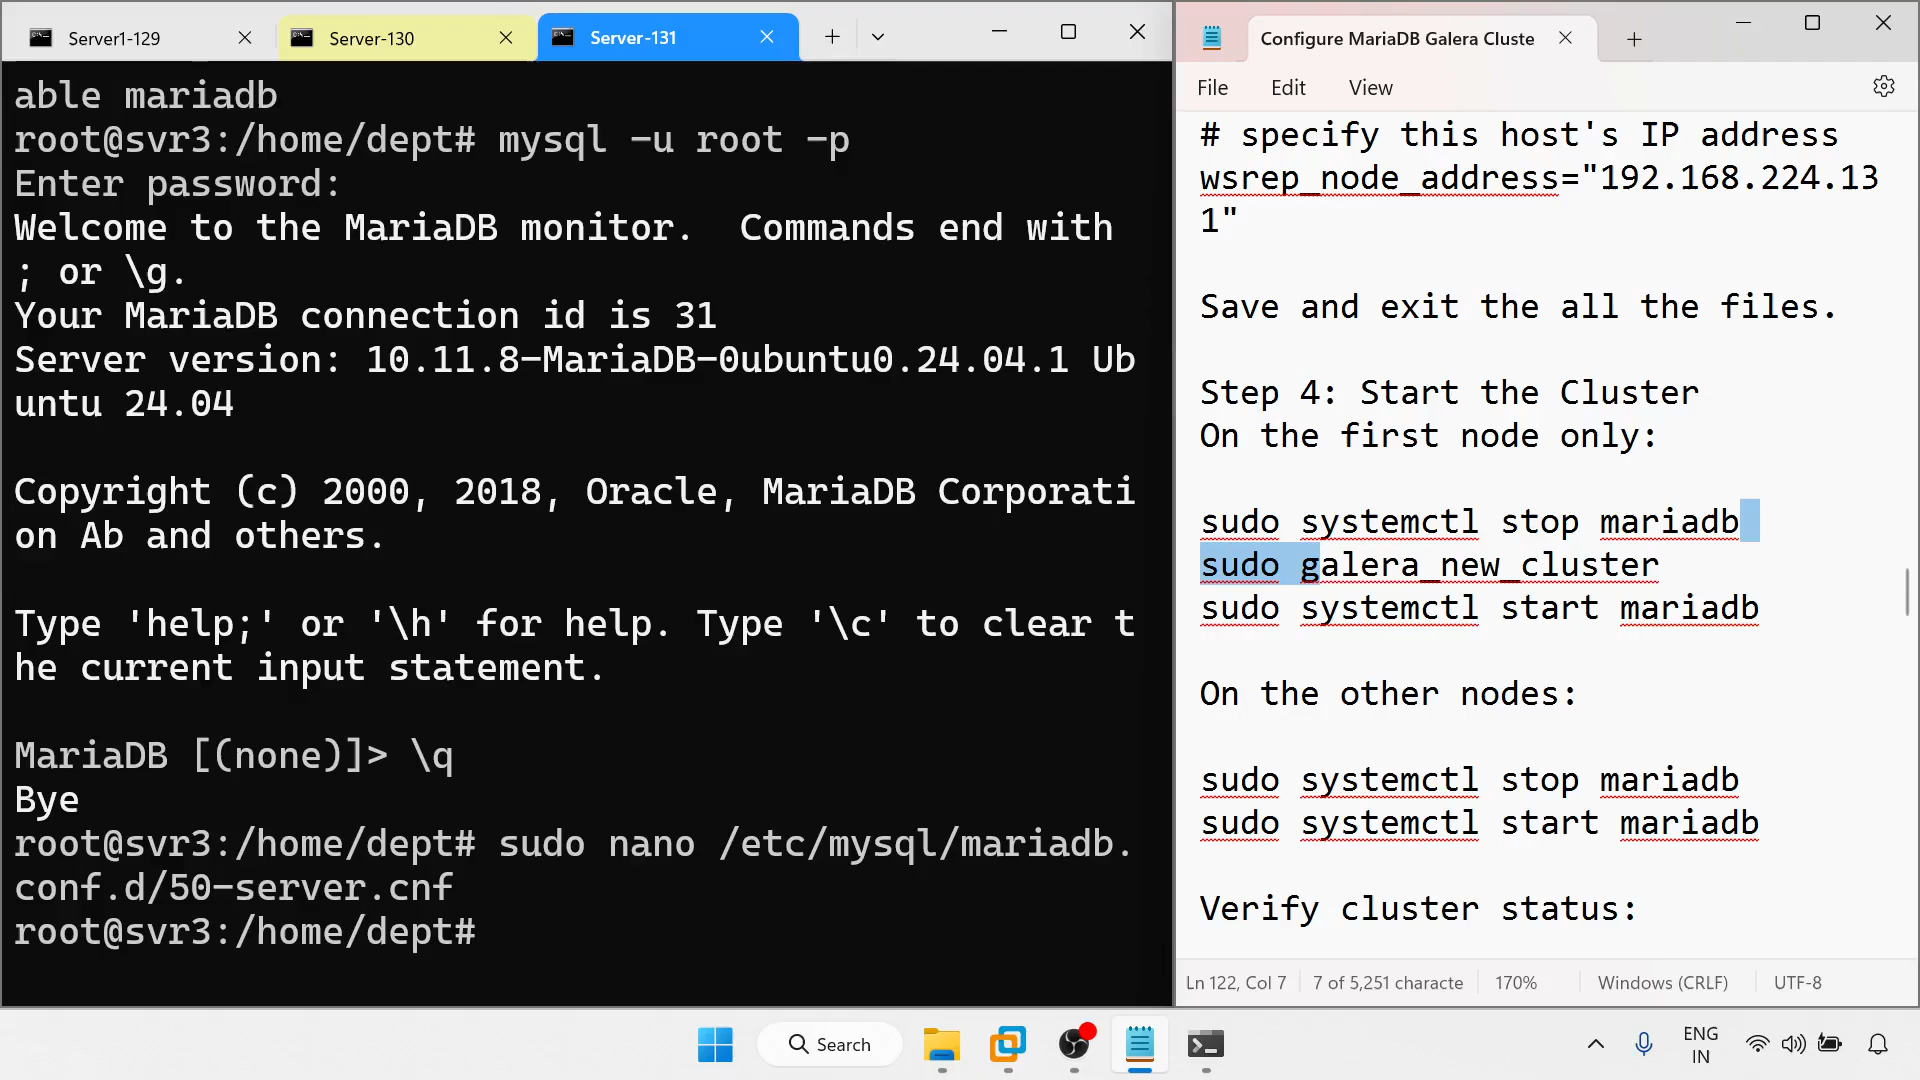 Server1-129
Server-130
Server-131
able mariadb
root@svr3:/home/dept# mysql -u root -p
Enter password:
Welcome to the MariaDB monitor.  Commands end with
; or \g.
Your MariaDB connection id is 31
Server version: 10.11.8-MariaDB-0ubuntu0.24.04.1 Ub
untu 24.04
Copyright (c) 2000, 2018, Oracle, MariaDB Corporati
on Ab and others.
Type 'help;' or '\h' for help. Type '\c' to clear t
he current input statement.
MariaDB [(none)]> \q
Bye
root@svr3:/home/dept# sudo nano /etc/mysql/mariadb.
conf.d/50-server.cnf
root@svr3:/home/dept#
Configure MariaDB Galera Cluste
File Edit View
# specify this host's IP address
wsrep_node_address="192.168.224.13
1"
Save and exit the all the files.
Step 4: Start the Cluster
On the first node only:
sudo systemctl stop mariadb
sudo galera_new_cluster
sudo systemctl start mariadb
On the other nodes:
sudo systemctl stop mariadb
sudo systemctl start mariadb
Verify cluster status:
Ln 122, Col 7 7 of 5,251 characte 170% Windows (CRLF) UTF-8
Search
ENG
IN